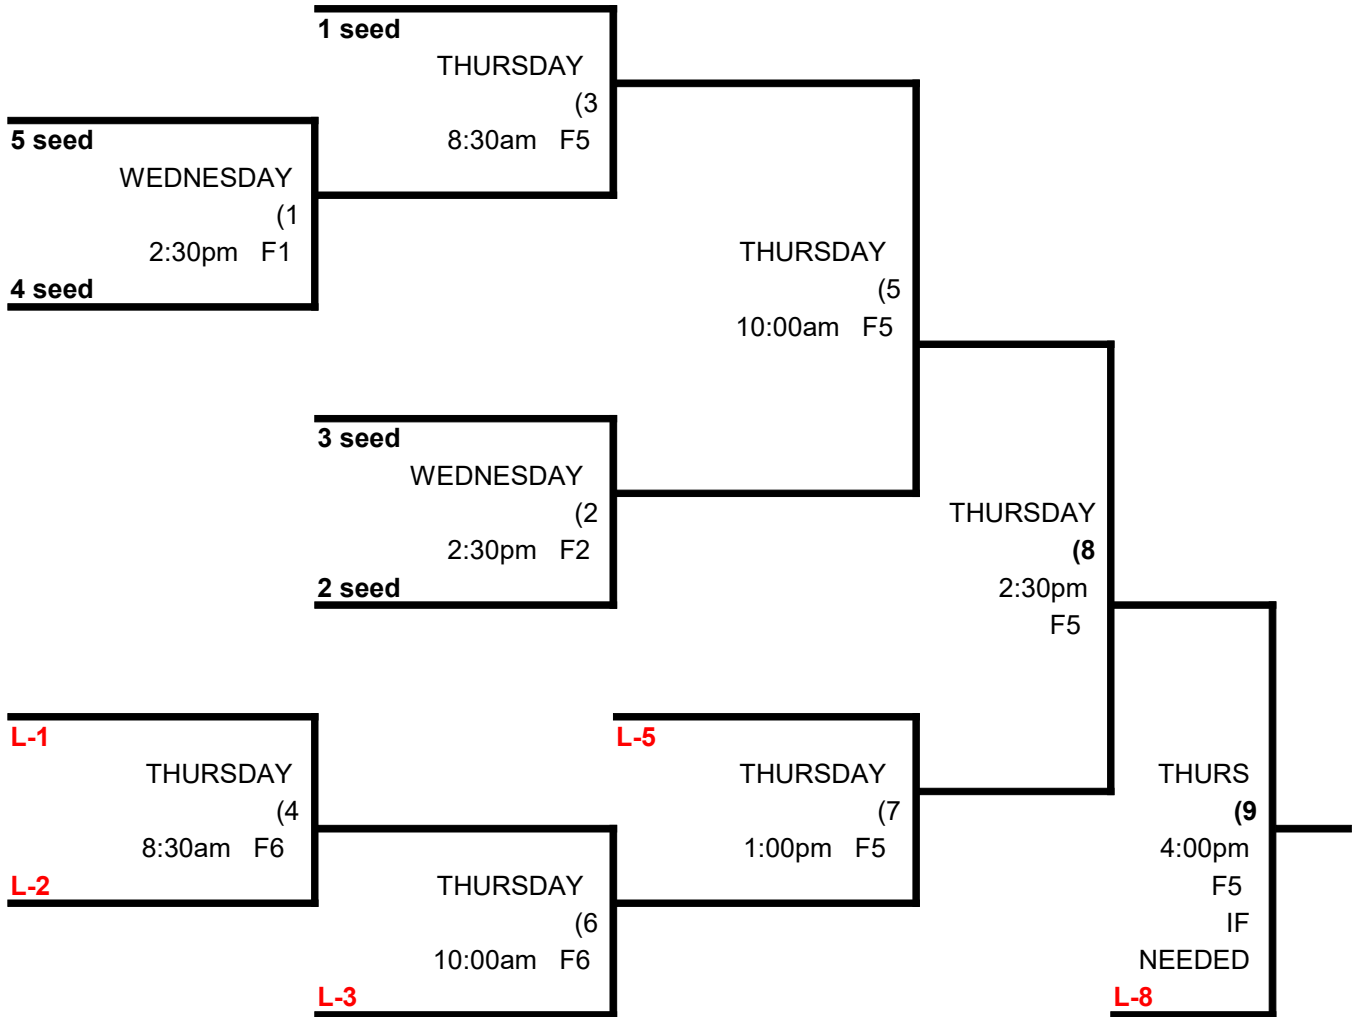 1 seed
THURSDAY
(3
8:30am F5
5 seed
WEDNESDAY
(1
2:30pm F1
4 seed
THURSDAY
(5
10:00am F5
3 seed
WEDNESDAY
(2
2:30pm F2
2 seed
THURSDAY
(8
2:30pm
F5
L-1
THURSDAY
(4
8:30am F6
L-2
THURSDAY
(6
10:00am F6
L-3
L-5
THURSDAY
(7
1:00pm F5
THURS
(9
4:00pm
F5
IF
NEEDED
L-8